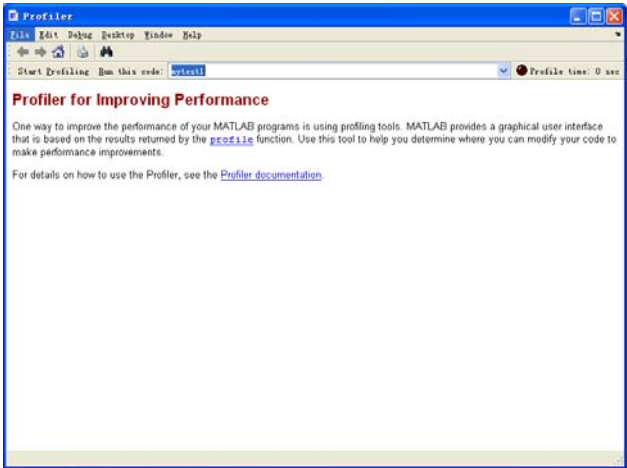 Profiler
File Edit Debug Desktop Window Help
Start Profiling Run this code: mytest1 Profile time: 0 sec
Profiler for Improving Performance
One way to improve the performance of your MATLAB programs is using profiling tools. MATLAB provides a graphical user interface
that is based on the results returned by the profile function. Use this tool to help you determine where you can modify your code to
make performance improvements.
For details on how to use the Profiler, see the Profiler documentation.